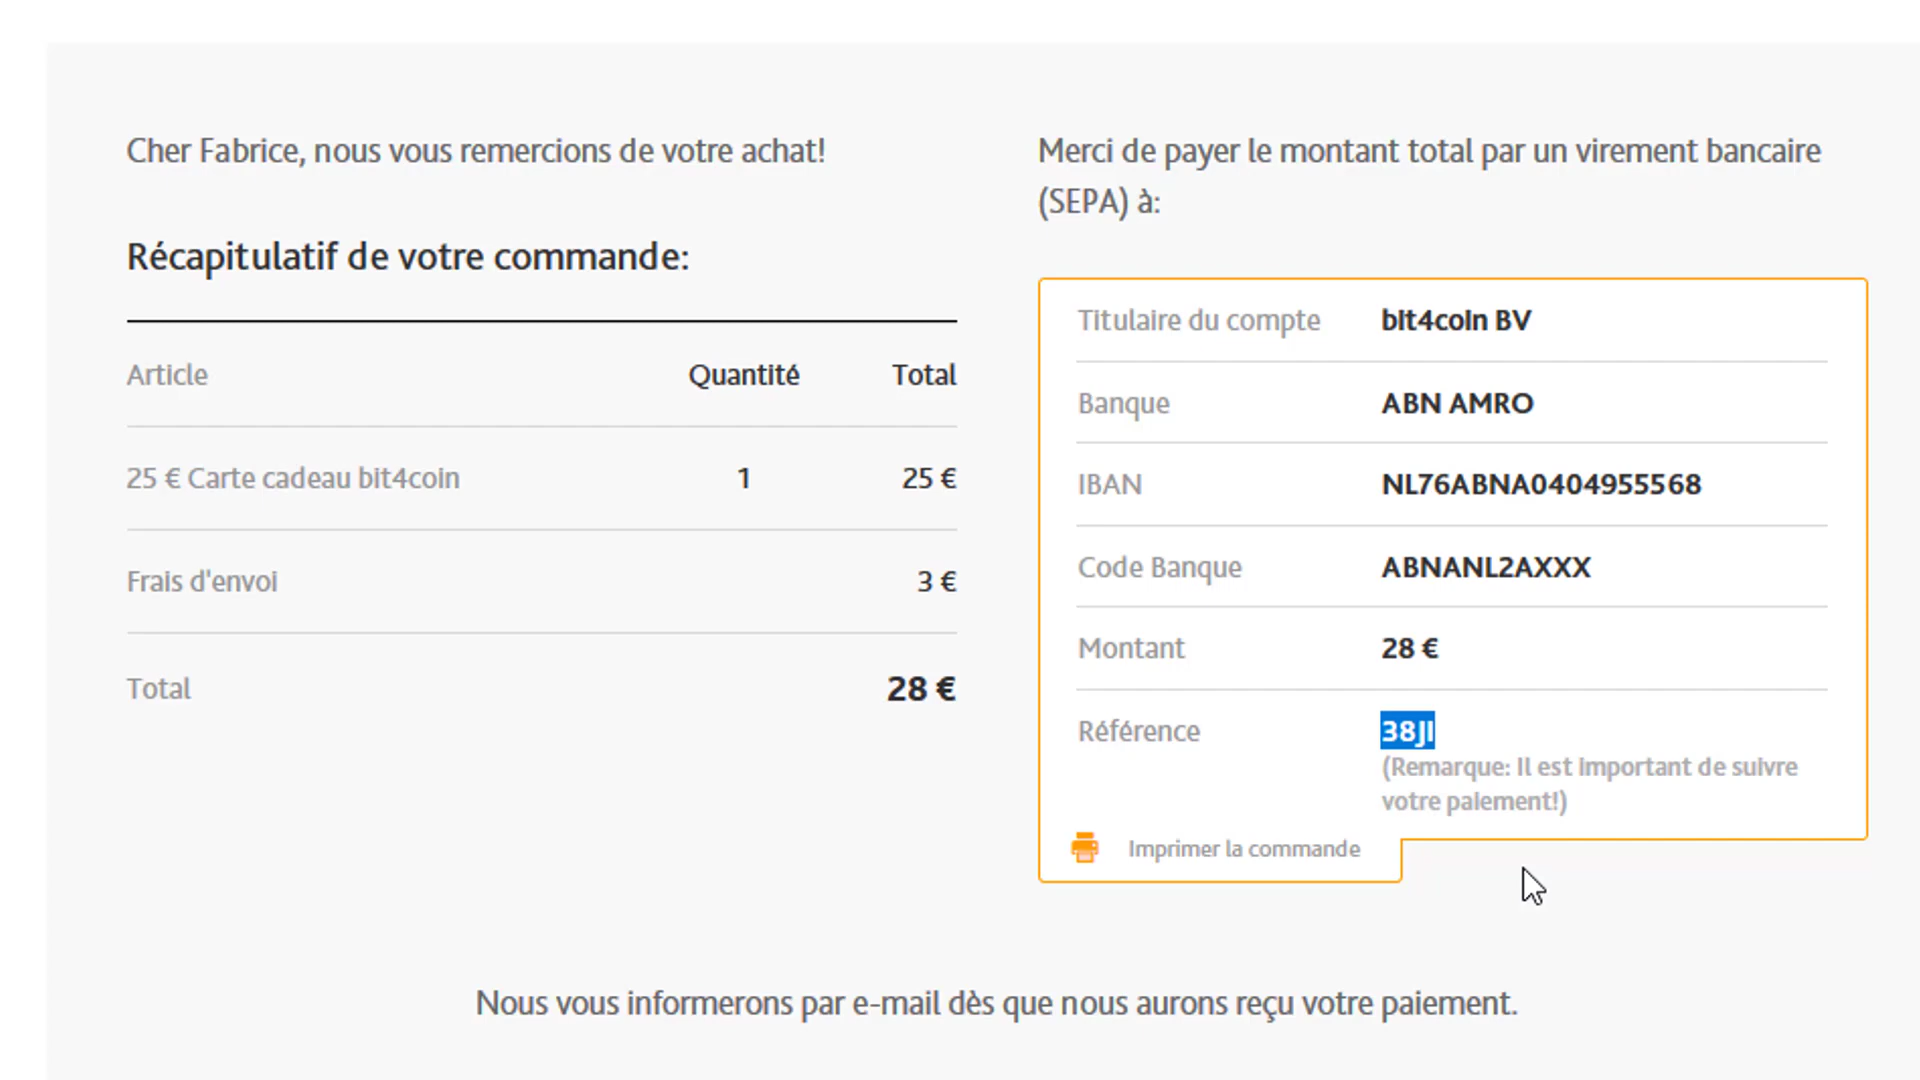 Cher Fabrice, nous vous remercions de votre achat!
Récapitulatif de votre commande:
Article Quantité Total
25 € Carte cadeau bit4coin 1 25 €
Frais d'envoi 3 €
Total 28 €
Merci de payer le montant total par un virement bancaire
(SEPA) à:
Titulaire du compte bit4coin BV
Banque ABN AMRO
IBAN NL76ABNA0404955568
Code Banque ABNANL2AXXX
Montant 28 €
Référence 38JI
(Remarque: Il est important de suivre
votre paiement!)
Imprimer la commande
Nous vous informerons par e-mail dès que nous aurons reçu votre paiement.